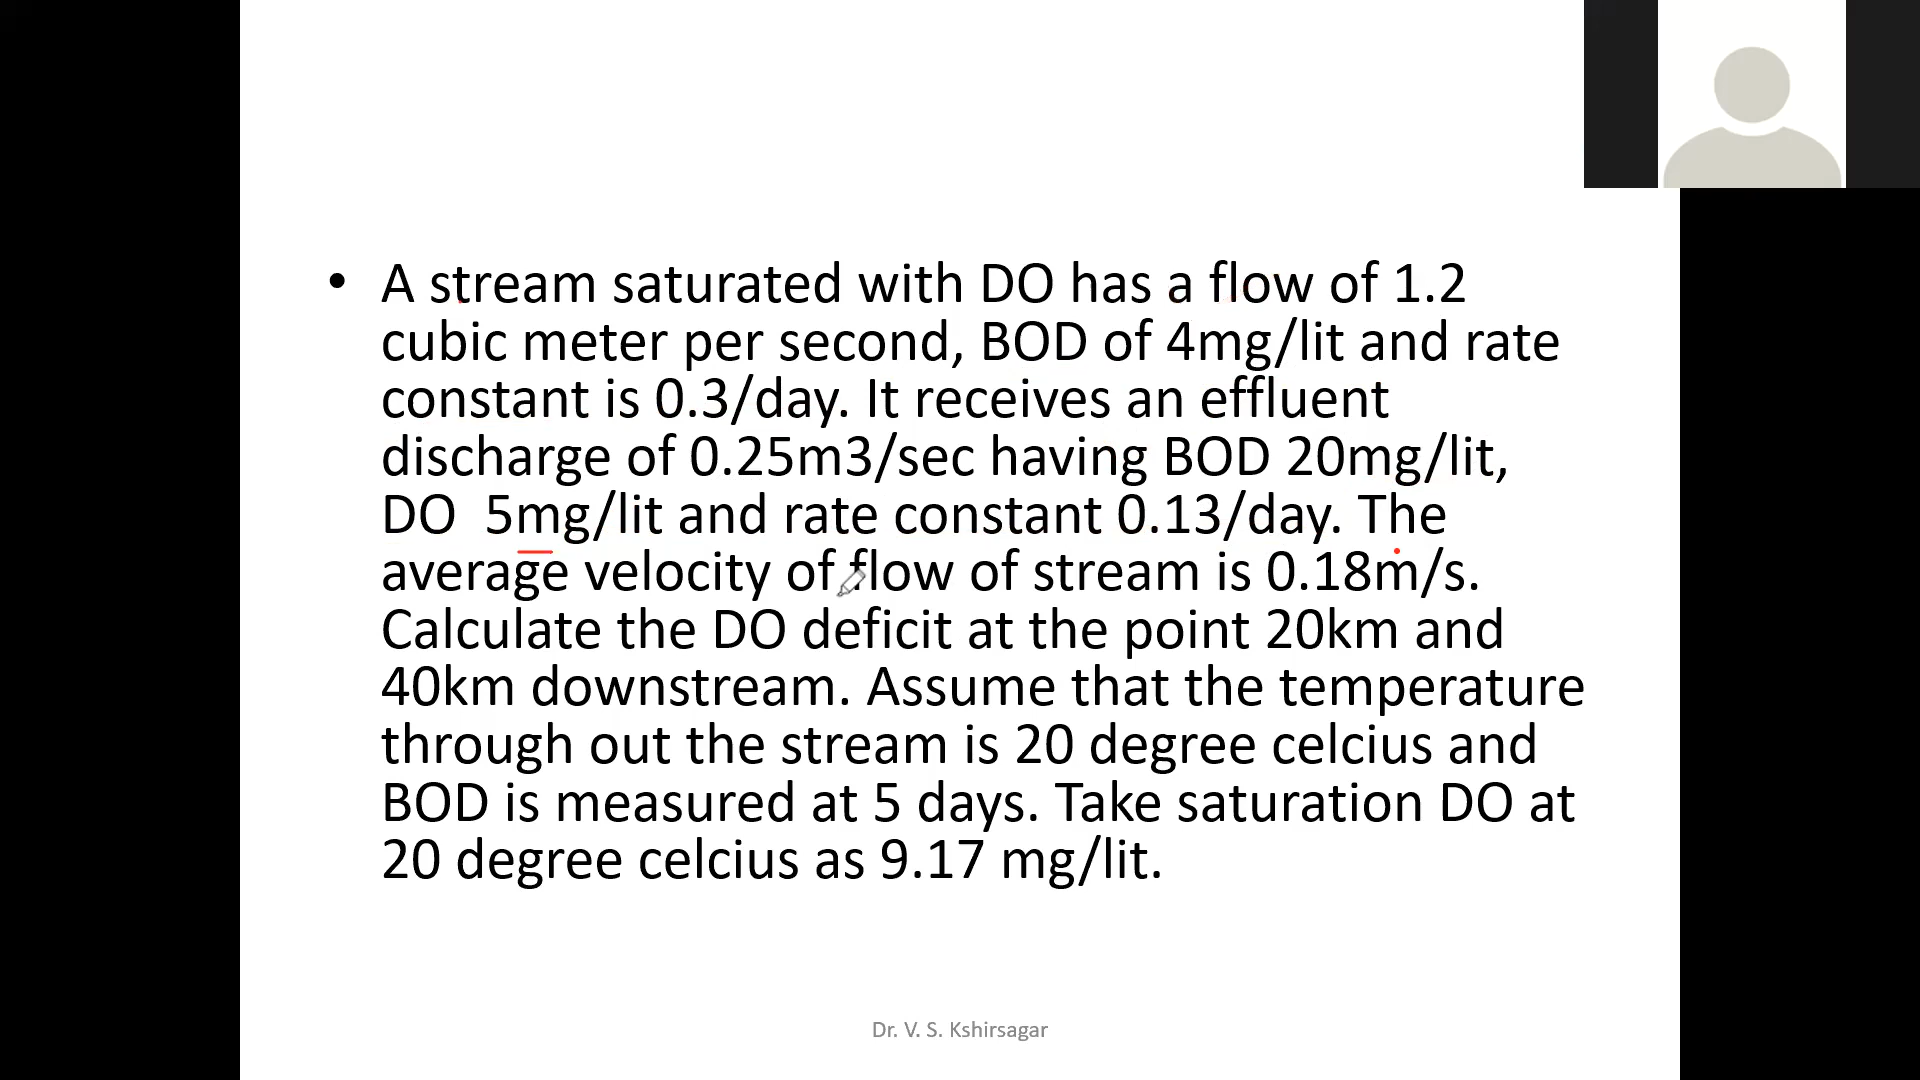 • A stream saturated with DO has a flow of 1.2
cubic meter per second, BOD of 4mg/lit and rate
constant is 0.3/day. It receives an effluent
discharge of 0.25m3/sec having BOD 20mg/lit,
DO  5mg/lit and rate constant 0.13/day. The
average velocity of flow of stream is 0.18m/s.
Calculate the DO deficit at the point 20km and
40km downstream. Assume that the temperature
through out the stream is 20 degree celcius and
BOD is measured at 5 days. Take saturation DO at
20 degree celcius as 9.17 mg/lit.
Dr. V. S. Kshirsagar